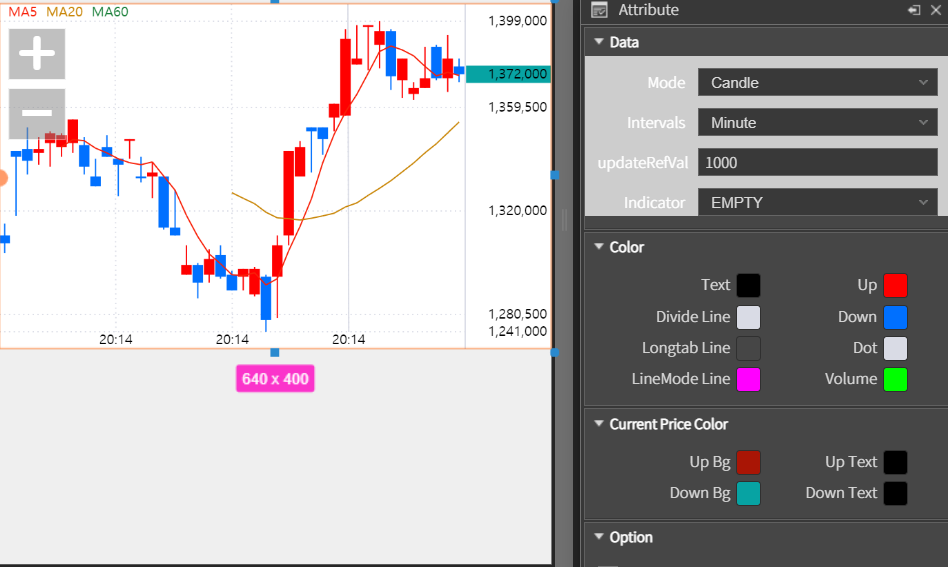 MA5 MA20 MA60
1,399,000
1,372,000
1,359,500
1,320,000
1,280,500
1,241,000
20:14 20:14 20:14
640 x 400
Attribute
Data
Mode Candle
Intervals Minute
updateRefVal 1000
Indicator EMPTY
Color
Text Up
Divide Line Down
Longtab Line Dot
LineMode Line Volume
Current Price Color
Up Bg Up Text
Down Bg Down Text
Option